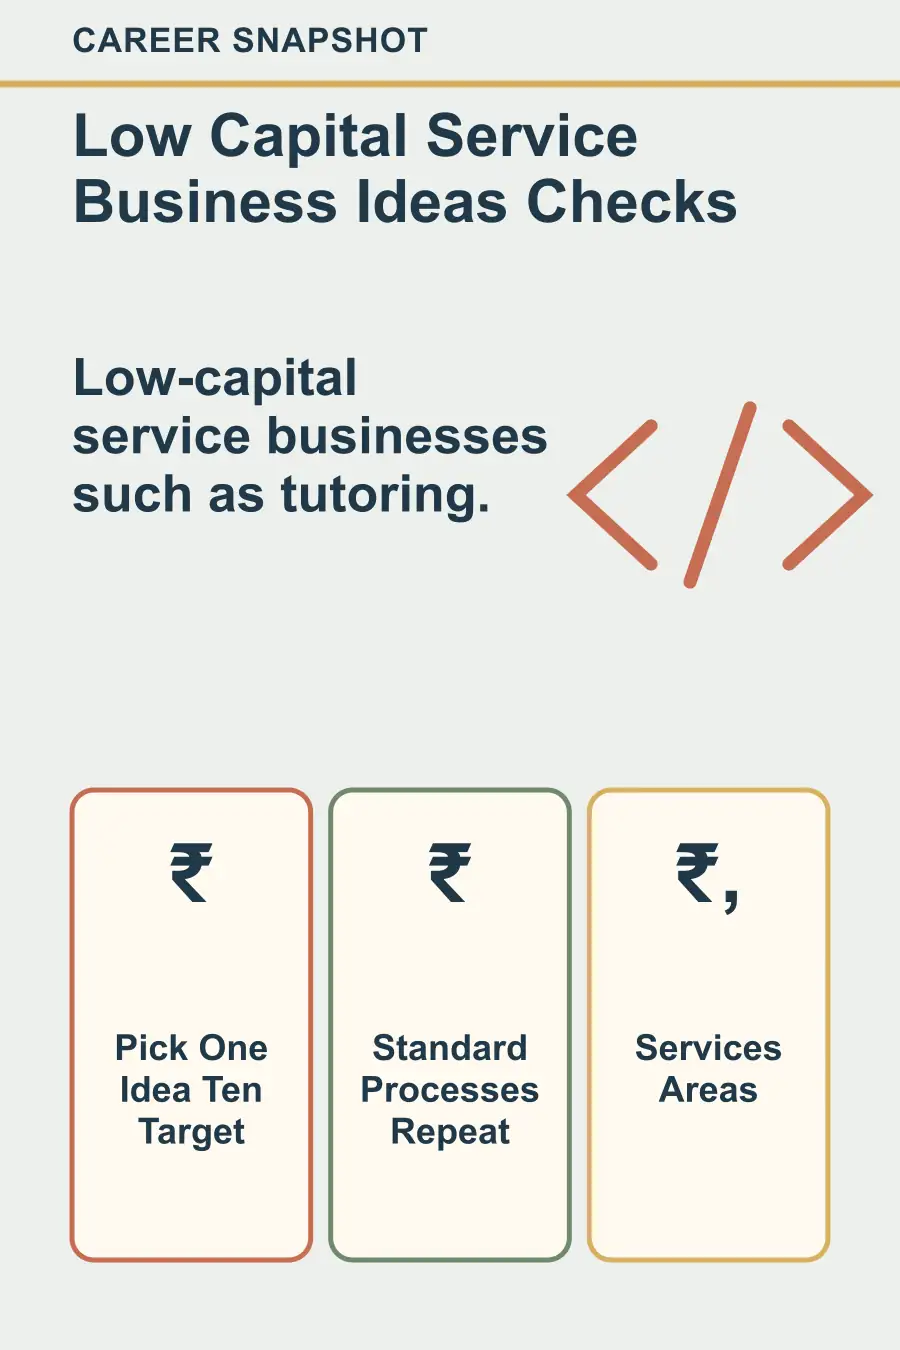 CAREER SNAPSHOT
Low Capital Service
Business Ideas Checks
Low-capital
service businesses
such as tutoring.
</>
₹
Pick One
Idea Ten
Target
₹
Standard
Processes
Repeat
₹,
Services
Areas